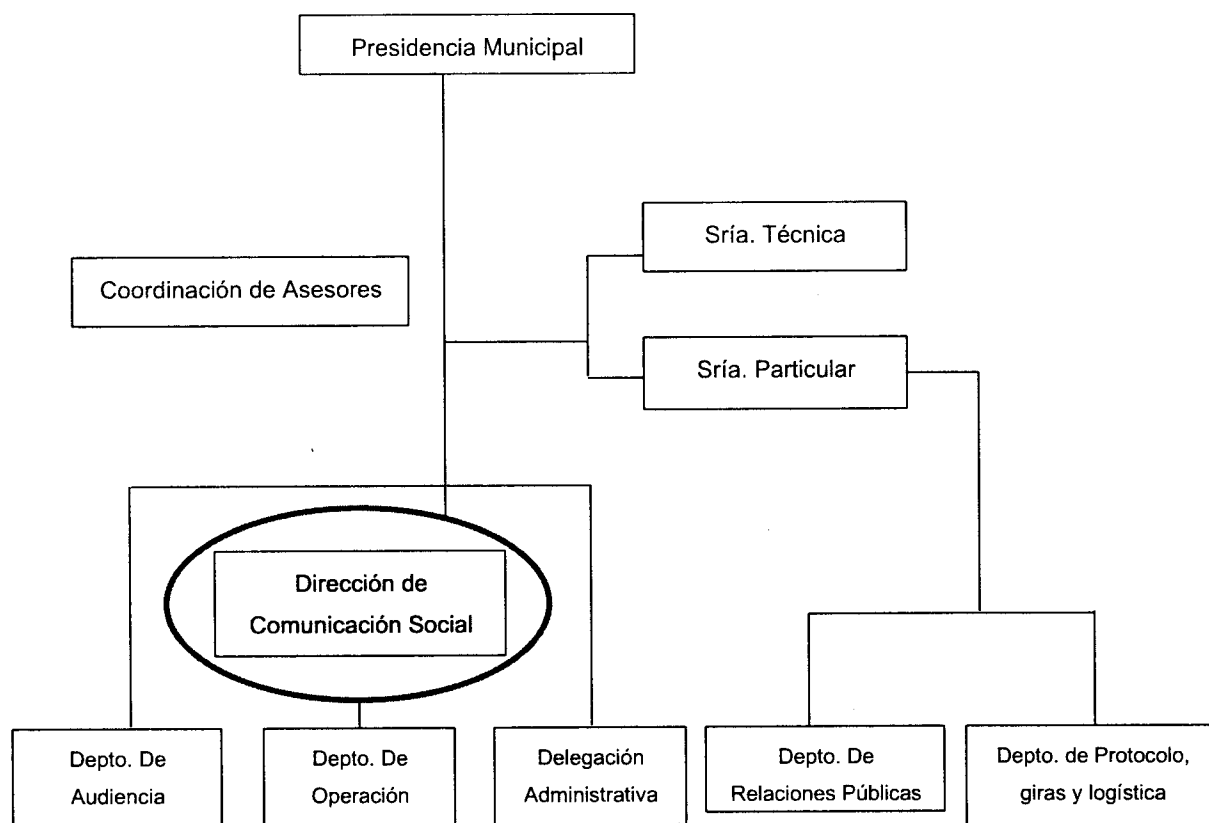 Presidencia Municipal
Sría. Técnica
Coordinación de Asesores
Sría. Particular
Dirección de
Comunicación Social
Depto. De
Audiencia
Depto. De
Operación
Delegación
Administrativa
Depto. De
Relaciones Públicas
Depto. de Protocolo,
giras y logística